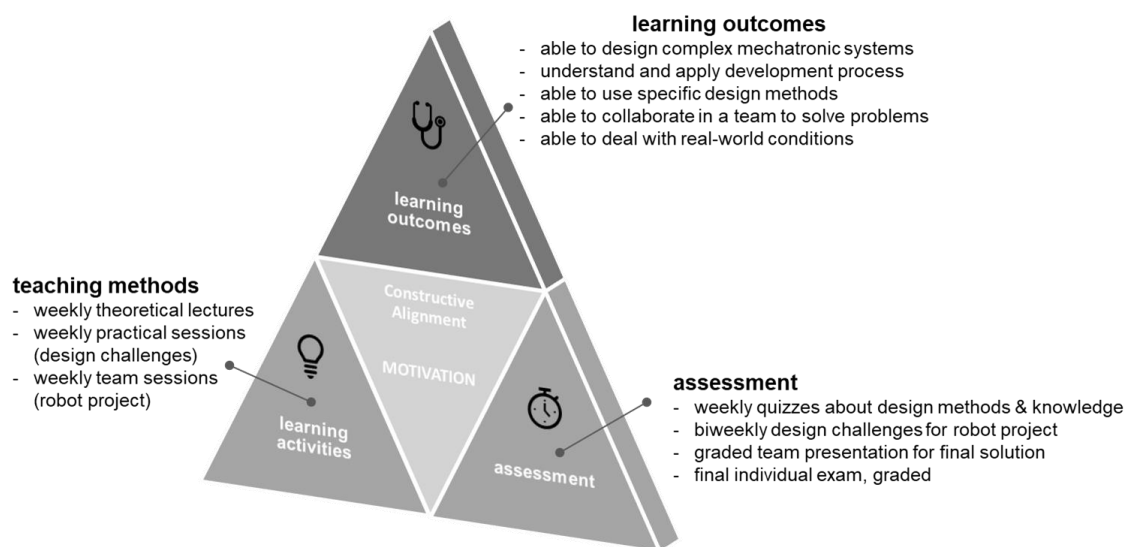 learning outcomes
- able to design complex mechatronic systems
- understand and apply development process
- able to use specific design methods
- able to collaborate in a team to solve problems
- able to deal with real-world conditions
learning
outcomes
teaching methods
- weekly theoretical lectures
- weekly practical sessions
(design challenges)
- weekly team sessions
(robot project)
Constructive
Alignment
MOTIVATION
learning
activities
assessment
assessment
- weekly quizzes about design methods & knowledge
- biweekly design challenges for robot project
- graded team presentation for final solution
- final individual exam, graded